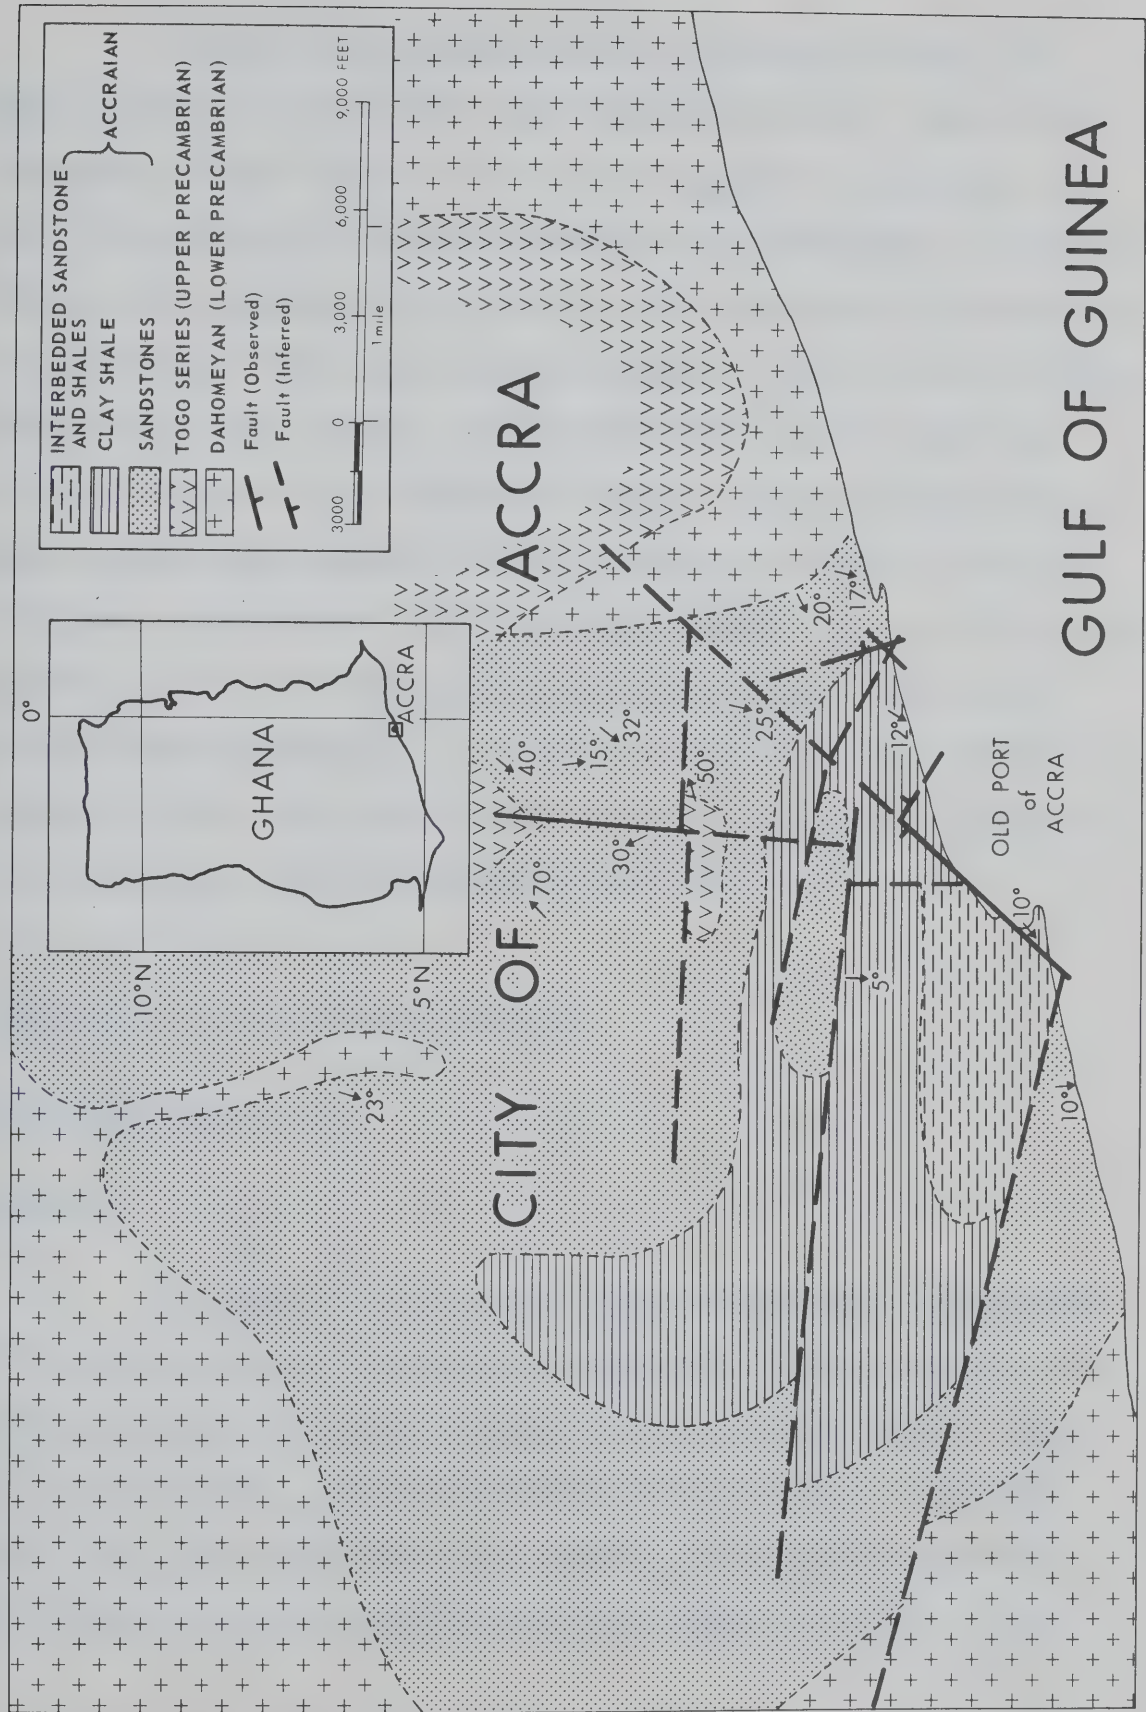 INTERBEDDED SANDSTONE
AND SHALES
CLAY SHALE
SANDSTONES
ACCRAIAN
TOGO SERIES (UPPER PRECAMBRIAN)
DAHOMEYAN (LOWER PRECAMBRIAN)
Fault (Observed)
Fault (Inferred)
3000 0 3,000 6,000 9,000 FEET
1 mile
0°
10°N
5°N
GHANA
ACCRA
CITY OF ACCRA
40°
15°
32°
70°
30°
50°
23°
25°
20°
17°
12°
5°
10°
10°
OLD PORT
of
ACCRA
GULF OF GUINEA